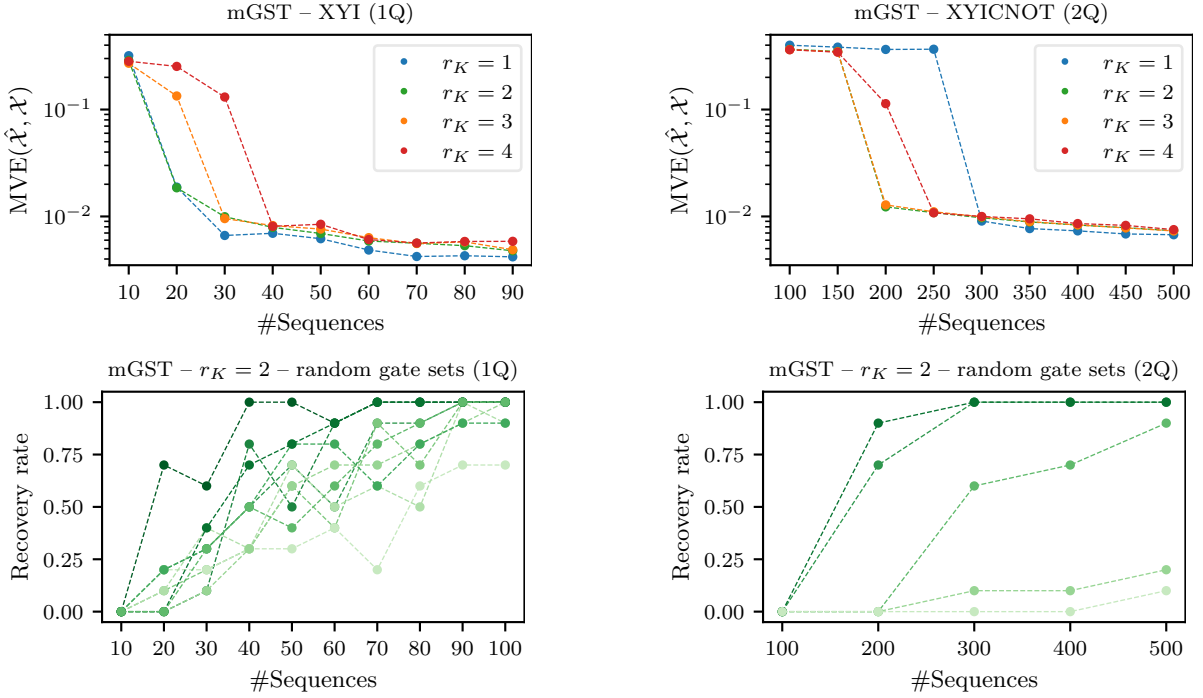 mGST – XYI (1Q)
MVE(𝒳̂, 𝒳)
10⁻¹
10⁻²
r_K = 1
r_K = 2
r_K = 3
r_K = 4
10 20 30 40 50 60 70 80 90
#Sequences
mGST – XYICNOT (2Q)
MVE(𝒳̂, 𝒳)
10⁻¹
10⁻²
r_K = 1
r_K = 2
r_K = 3
r_K = 4
100 150 200 250 300 350 400 450 500
#Sequences
mGST – r_K = 2 – random gate sets (1Q)
Recovery rate
1.00
0.75
0.50
0.25
0.00
10 20 30 40 50 60 70 80 90 100
#Sequences
mGST – r_K = 2 – random gate sets (2Q)
Recovery rate
1.00
0.75
0.50
0.25
0.00
100 200 300 400 500
#Sequences